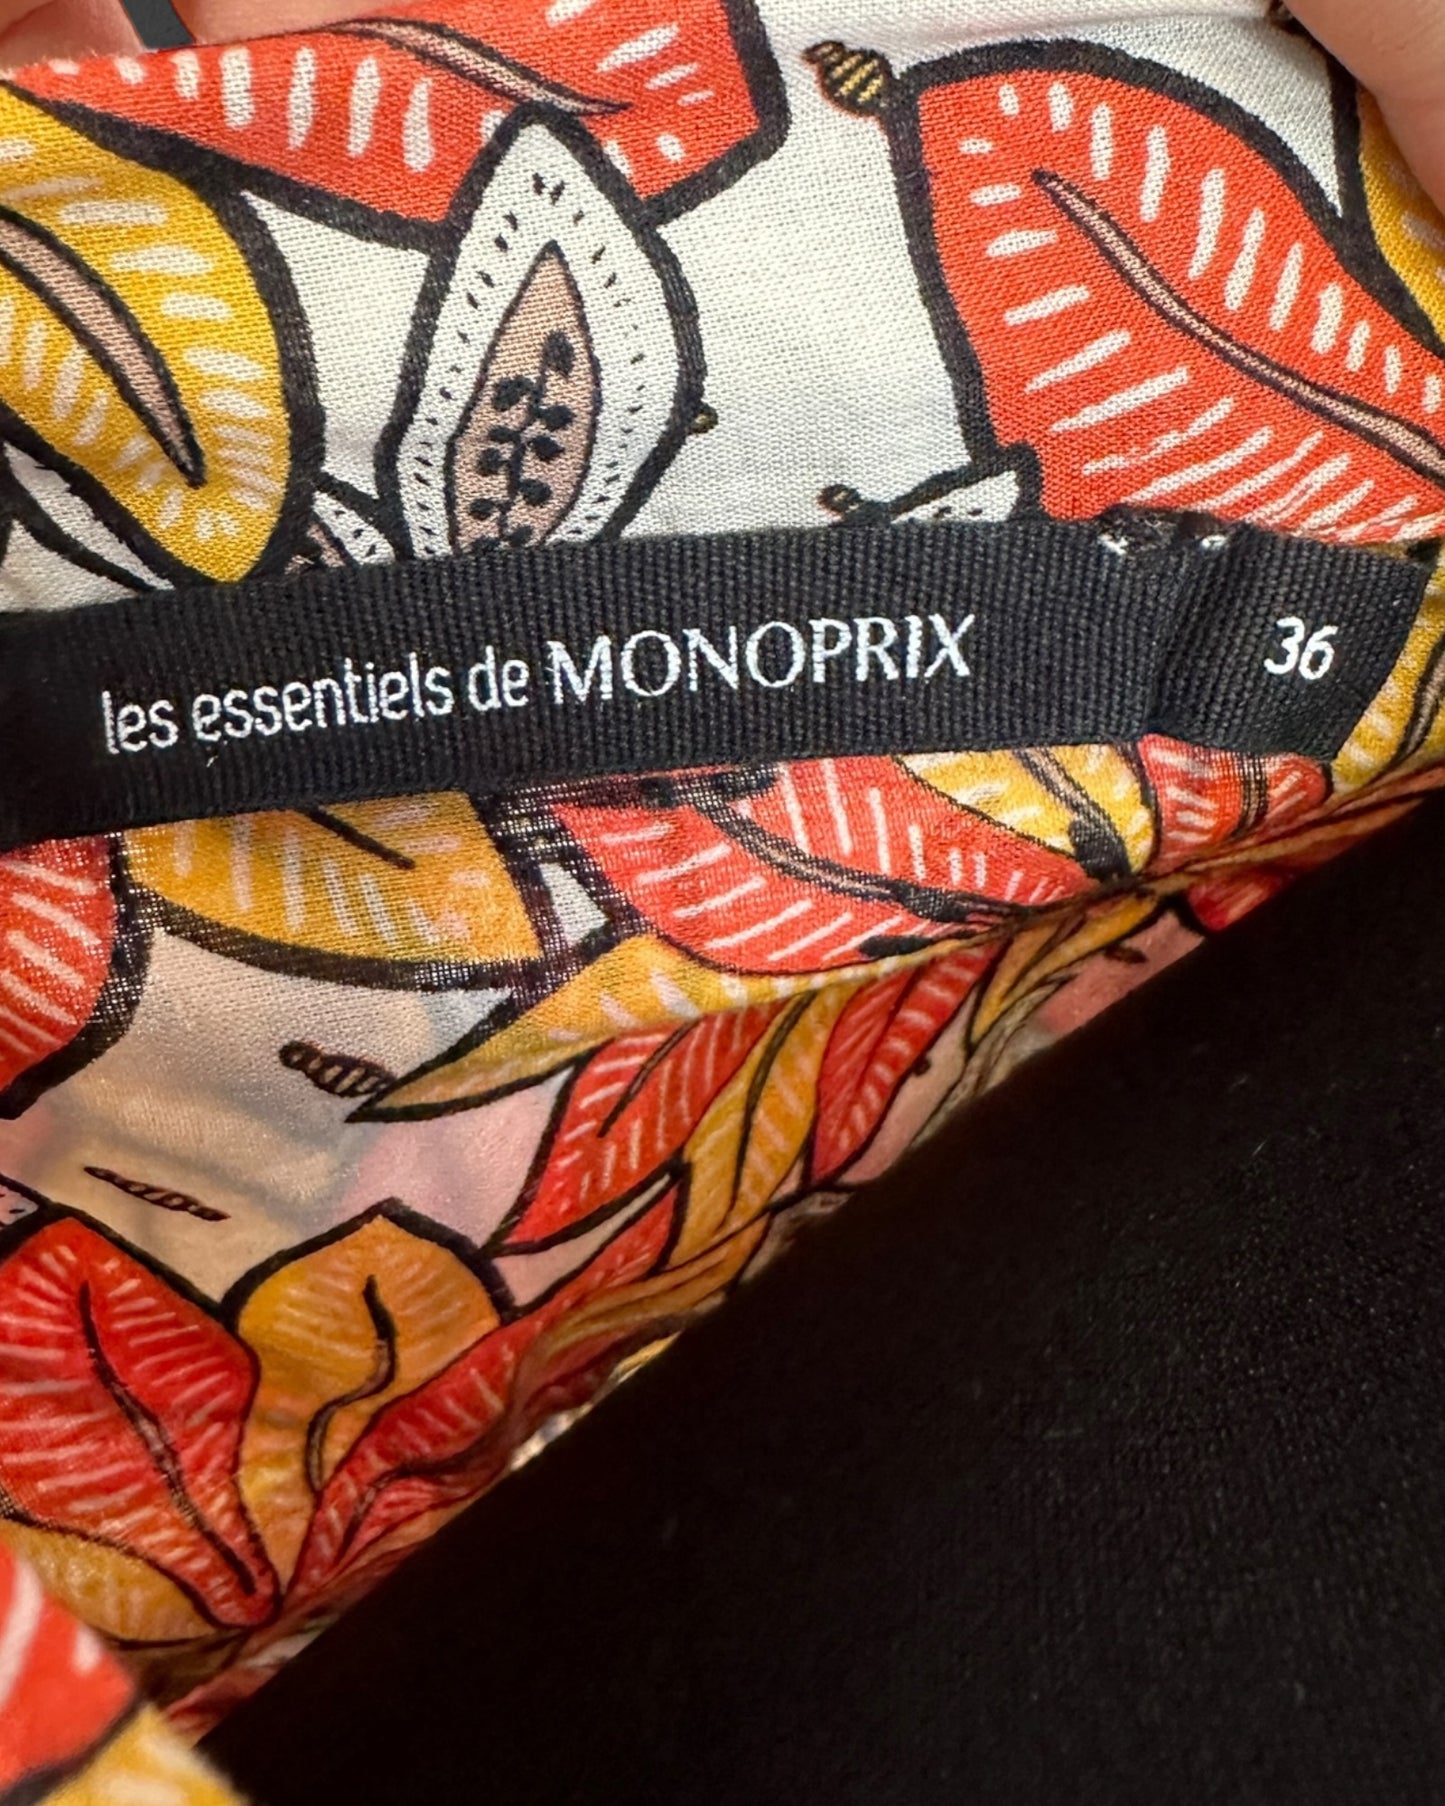 les essentiels de MONOPRIX
36